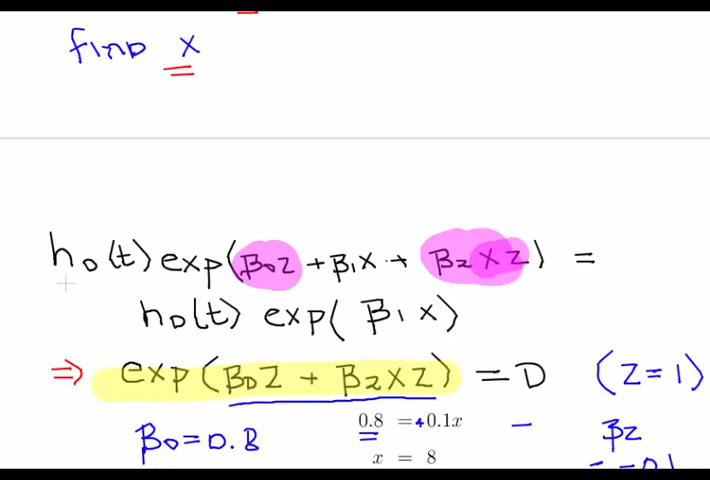 find x
h₀(t) exp(β₀z + β₁x + β₂xz) =
h₀(t) exp(β₁x)
⇒ exp(β₀z + β₂xz) = 0 (z=1)
β₀=0.8 0.8 = +0.1x – β₂
x = 8